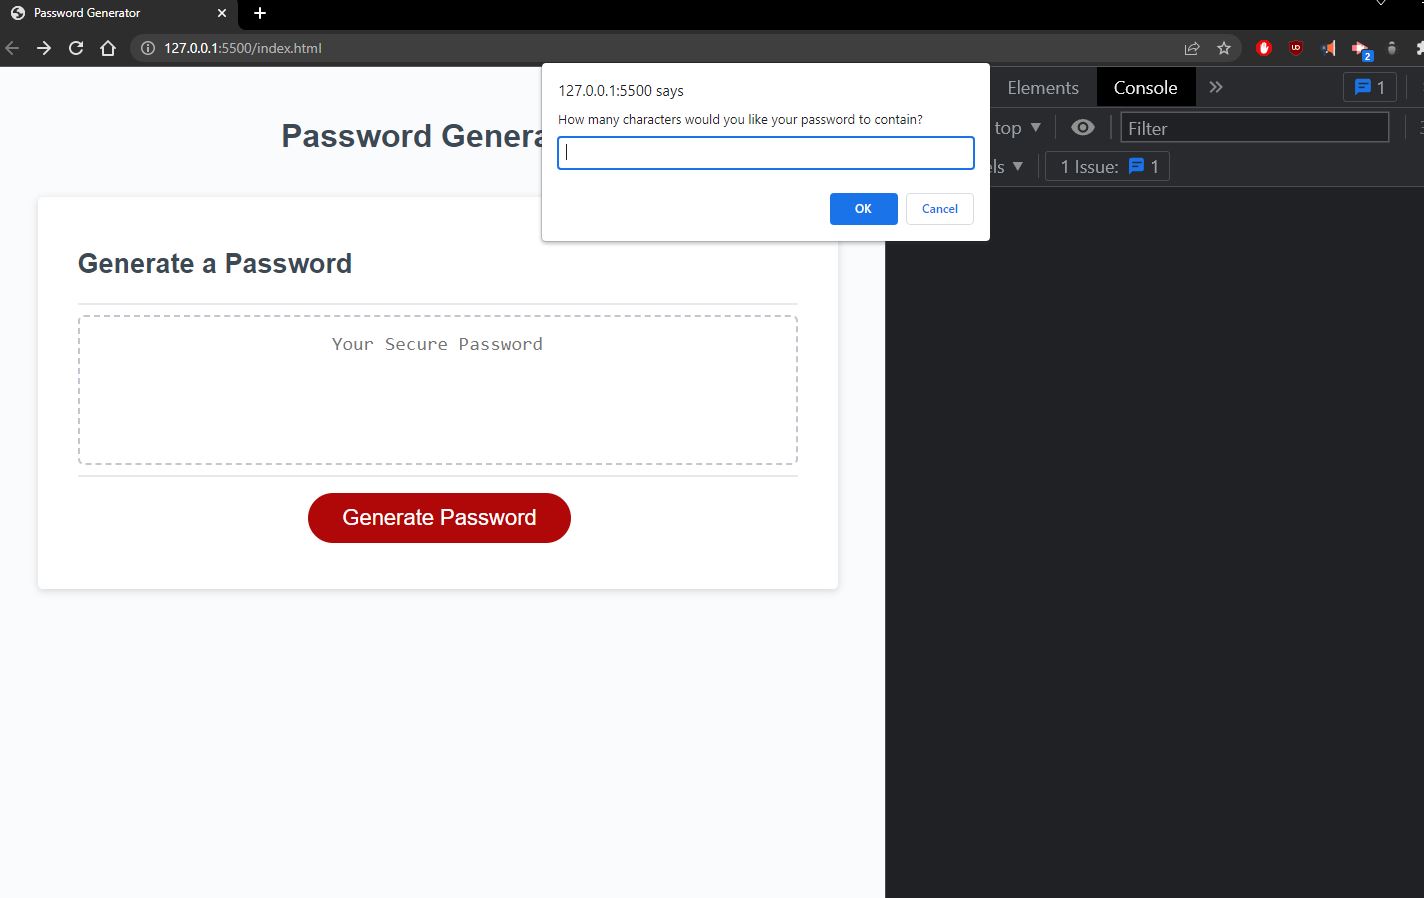 Password Generator
127.0.0.1:5500/index.html
2
127.0.0.1:5500 says
How many characters would you like your password to contain?
OK
Cancel
Elements
Console
1
top
Filter
els
1 Issue:
1
Password Genera
Generate a Password
Your Secure Password
Generate Password